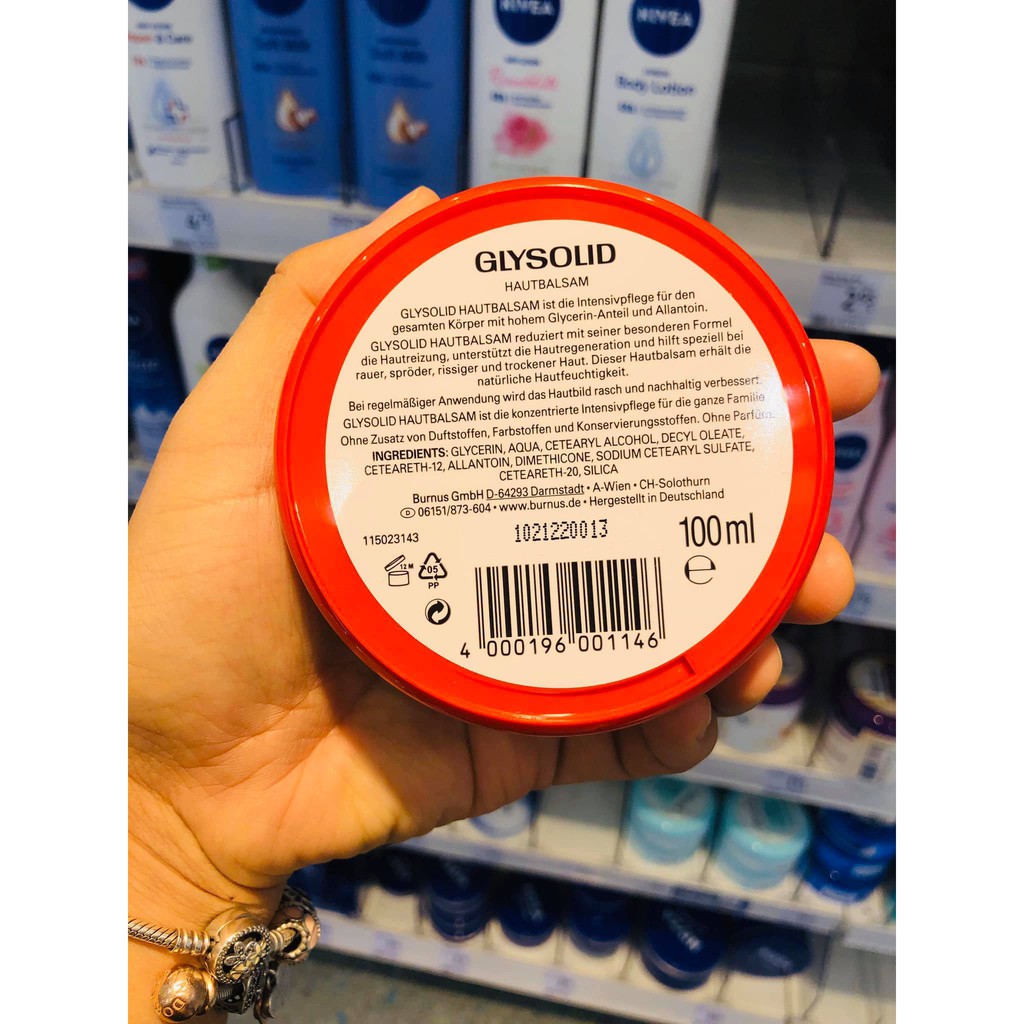 NIVEA
NIVEA
Body Lotion
GLYSOLID
HAUTBALSAM
GLYSOLID HAUTBALSAM ist die Intensivpflege für den
gesamten Körper mit hohem Glycerin-Anteil und Allantoin.
GLYSOLID HAUTBALSAM reduziert mit seiner besonderen Formel
die Hautreizung, unterstützt die Hautregeneration und hilft speziell bei
rauer, spröder, rissiger und trockener Haut. Dieser Hautbalsam erhält die
natürliche Hautfeuchtigkeit.
Bei regelmäßiger Anwendung wird das Hautbild rasch und nachhaltig verbessert.
GLYSOLID HAUTBALSAM ist die konzentrierte Intensivpflege für die ganze Familie
Ohne Zusatz von Duftstoffen, Farbstoffen und Konservierungsstoffen. Ohne Parfüm.
INGREDIENTS: GLYCERIN, AQUA, CETEARYL ALCOHOL, DECYL OLEATE,
CETEARETH-12, ALLANTOIN, DIMETHICONE, SODIUM CETEARYL SULFATE,
CETEARETH-20, SILICA
Burnus GmbH D-64293 Darmstadt • A-Wien • CH-Solothurn
D 06151/873-604 • www.burnus.de • Hergestellt in Deutschland
115023143
1021220013
100ml
12 M
05
PP
e
4 000196 001146